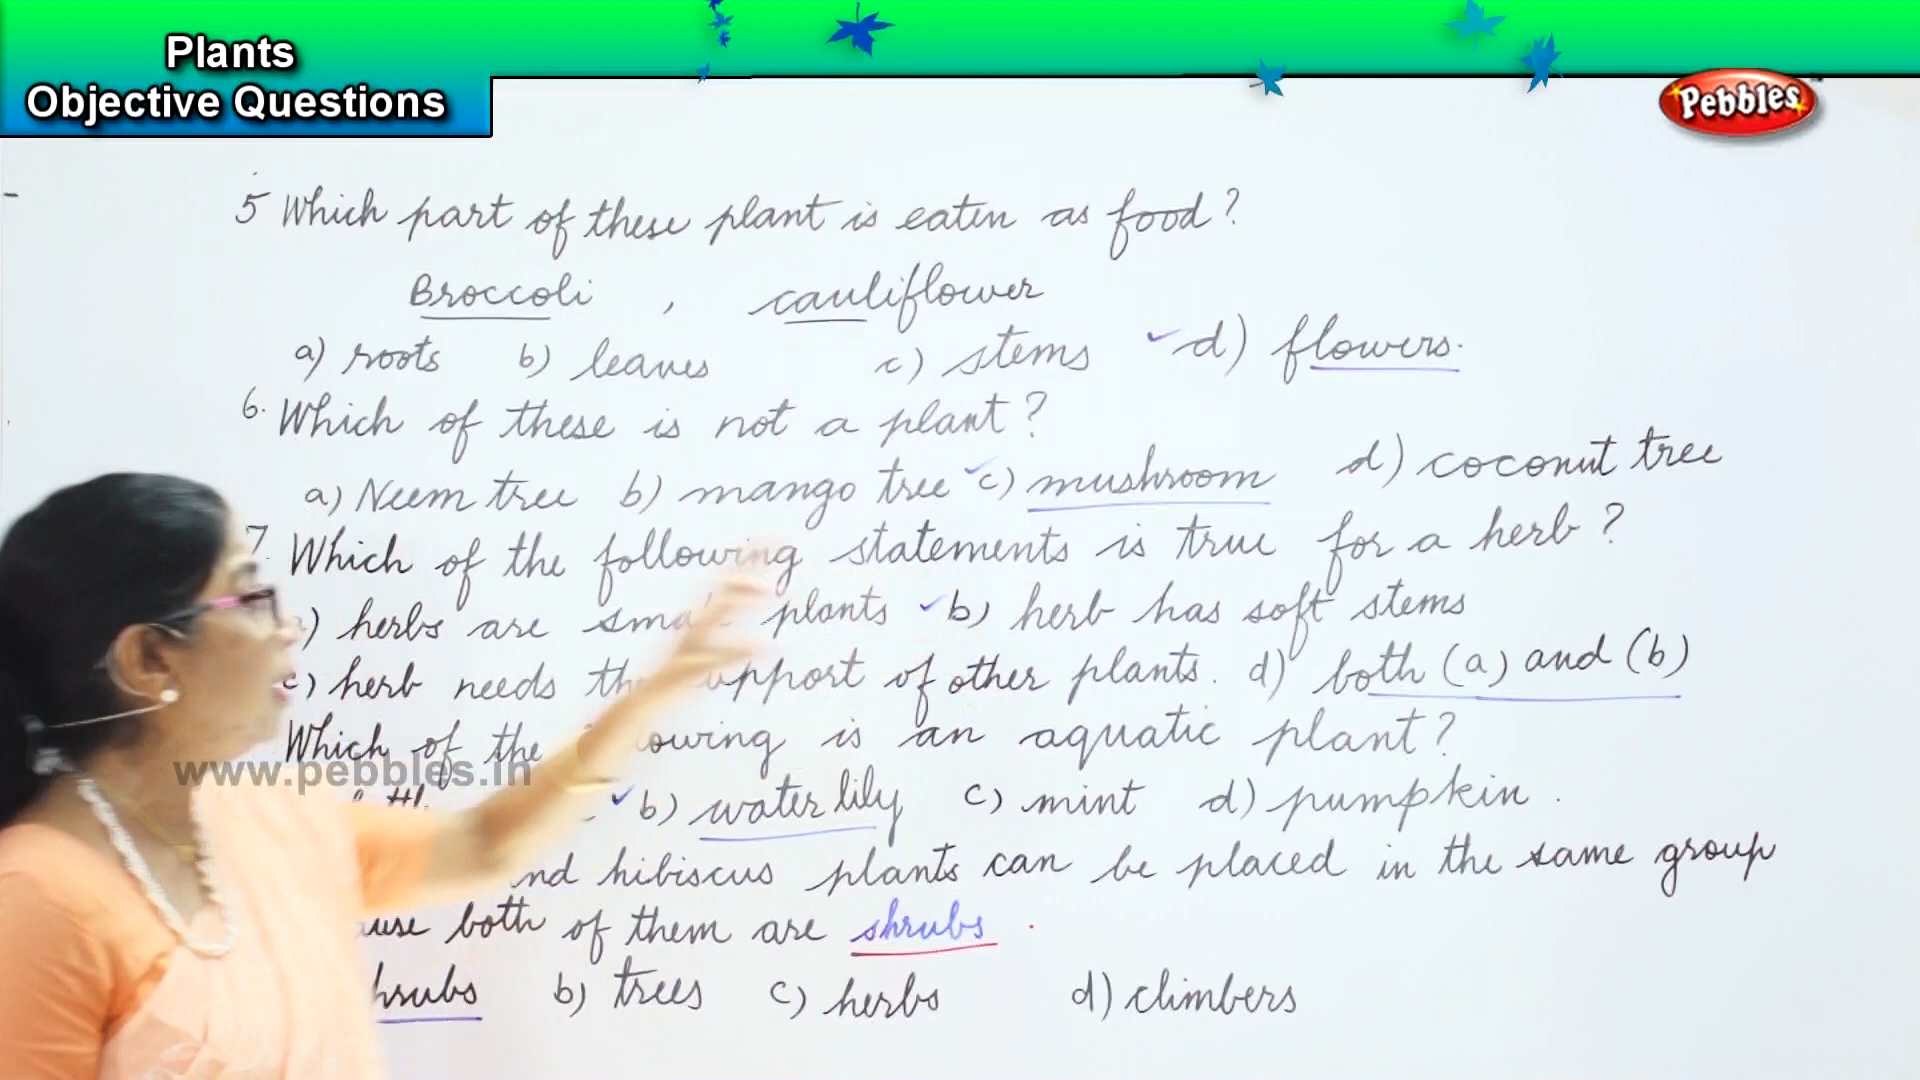 Plants
Objective Questions
Pebbles
5 Which part of these plant is eaten as food?
Broccoli , cauliflower
a) roots b) leaves c) stems d) flowers.
6. Which of these is not a plant?
a) Neem tree b) mango tree c) mushroom d) coconut tree
7. Which of the following statements is true for a herb?
a) herbs are small plants b) herb has soft stems
c) herb needs the support of other plants. d) both (a) and (b)
Which of the is an aquatic plant?
www.pebbles.in
b) water lily c) mint d) pumpkin.
hibiscus plants can be placed in the same group
both of them are shrubs.
b) trees c) herbs d) climbers